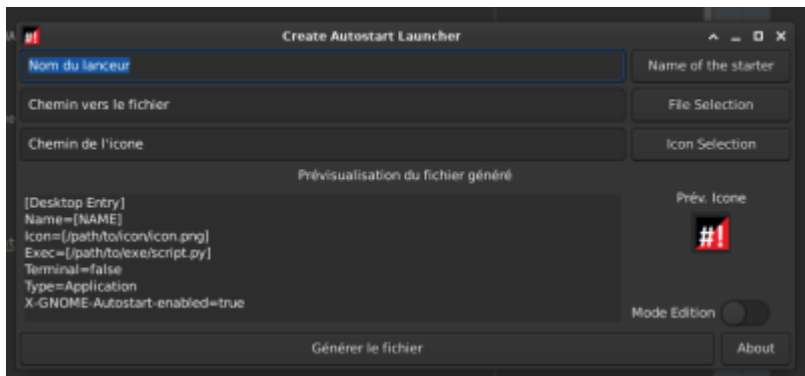 Create Autostart Launcher
Nom du lanceur
Name of the starter
Chemin vers le fichier
File Selection
Chemin de l'icone
Icon Selection
Prévisualisation du fichier généré
[Desktop Entry]
Name=[NAME]
Icon=[/path/to/icon/icon.png]
Exec=[/path/to/exe/script.py]
Terminal=false
Type=Application
X-GNOME-Autostart-enabled=true
Prév. Icone
#!
Mode Edition
Générer le fichier
About